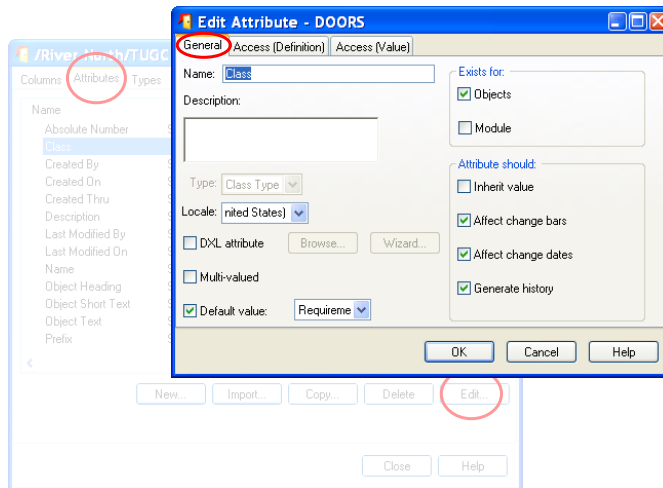 Edit Attribute - DOORS
General Access (Definition) Access (Value)
Name: Class
Description:
Type: Class Type
Locale: nited States)
DXL attribute Browse... Wizard...
Multi-valued
Default value: Requireme
Exists for:
Objects
Module
Attribute should:
Inherit value
Affect change bars
Affect change dates
Generate history
OK Cancel Help
/River North/TUGC
Columns Attributes Types
Name
Absolute Number
Class
Created By
Created On
Created Thru
Description
Last Modified By
Last Modified On
Name
Object Heading
Object Short Text
Object Text
Prefix
New... Import... Copy... Delete Edit...
Close Help